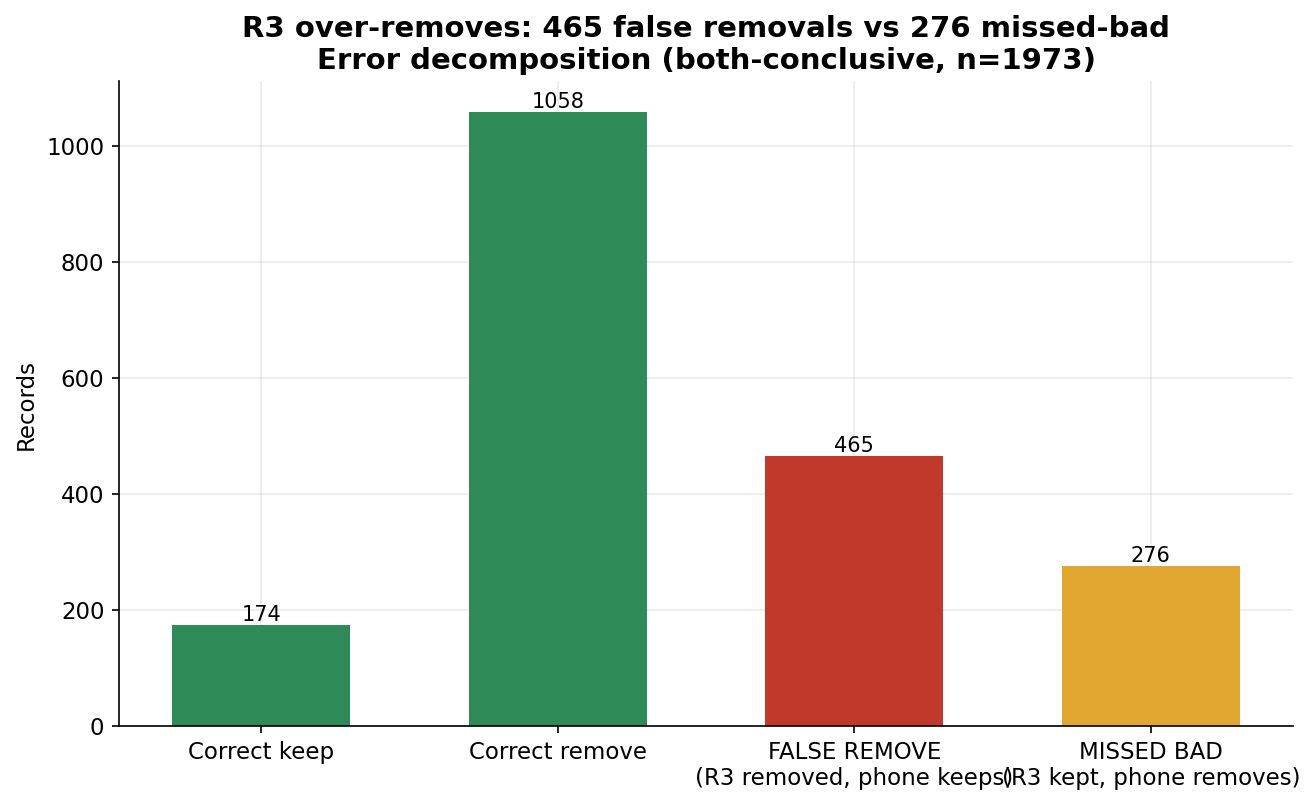 R3 over-removes: 465 false removals vs 276 missed-bad
Error decomposition (both-conclusive, n=1973)
Records
1000
800
600
400
200
0
174
1058
465
276
Correct keep
Correct remove
FALSE REMOVE
(R3 removed, phone keeps)
MISSED BAD
(R3 kept, phone removes)